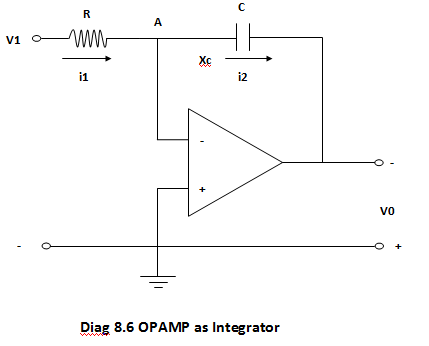 R
C
A
V1
Xc
i1
i2
-
+
-
V0
-
+
Diag 8.6 OPAMP as Integrator